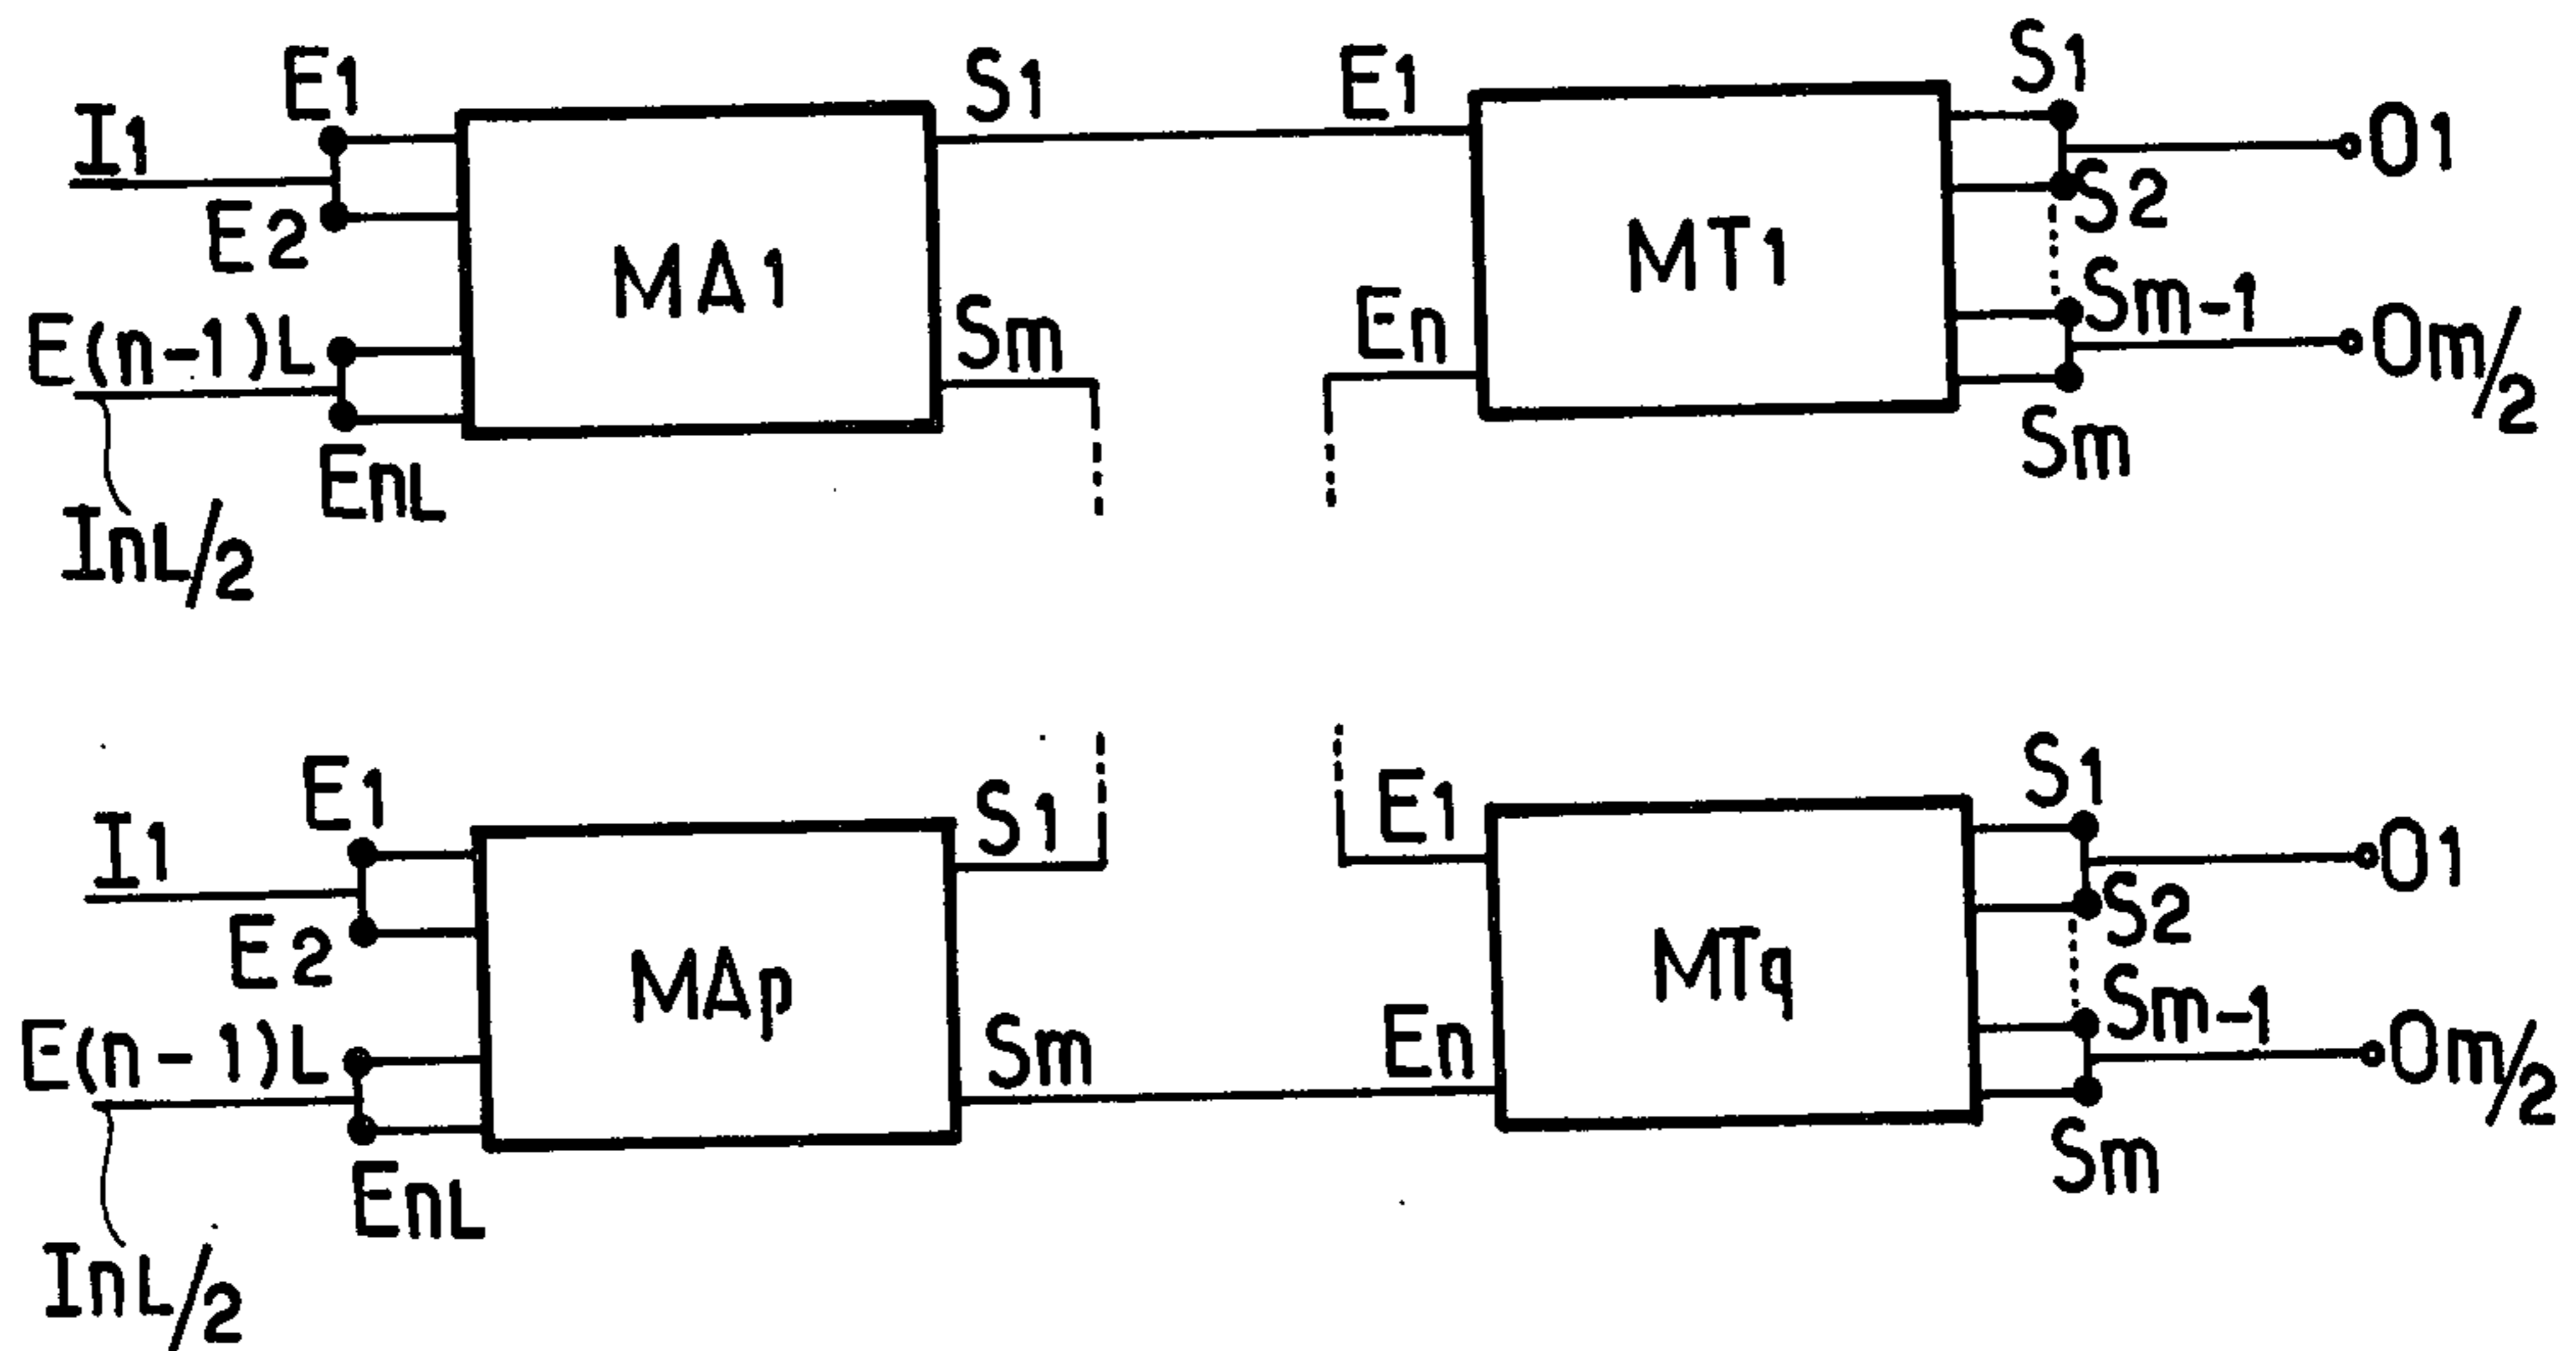 E1
I1
E2
E(n-1)L
EnL
InL/2
MA1
S1
Sm
E1
En
MT1
S1
S2
Sm-1
Sm
O1
Om/2
E1
I1
E2
E(n-1)L
EnL
InL/2
MAp
S1
Sm
E1
En
MTq
S1
S2
Sm-1
Sm
O1
Om/2